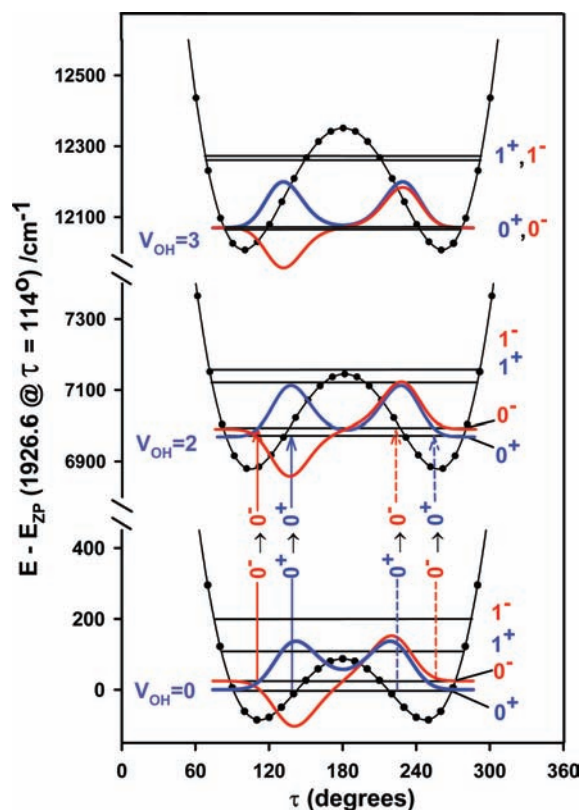 E - E_ZP (1926.6 @ τ = 114°) /cm⁻¹
12500
12300
12100
1⁺, 1⁻
0⁺, 0⁻
V_OH=3
7300
7100
6900
1⁻
1⁺
0⁻
0⁺
V_OH=2
0⁻ → 0⁻
0⁺ → 0⁺
0⁺ → 0⁻
0⁻ → 0⁺
400
200
0
1⁻
1⁺
0⁻
0⁺
V_OH=0
0 60 120 180 240 300 360
τ (degrees)